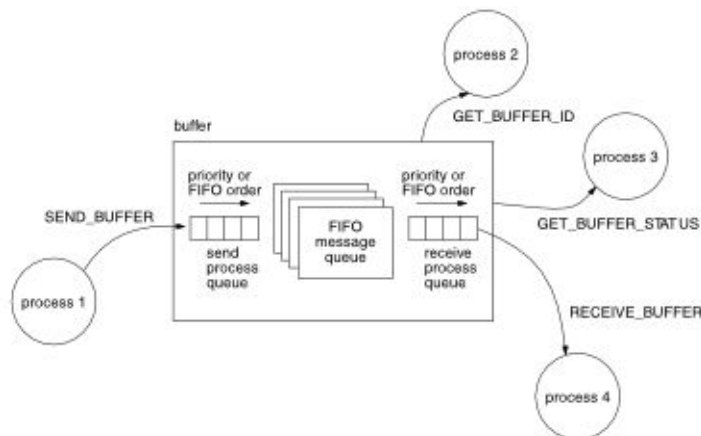 process 2
GET_BUFFER_ID
buffer
process 3
priority or
FIFO order
priority or
FIFO order
GET_BUFFER_STATUS
SEND_BUFFER
FIFO
message
queue
send
process
queue
receive
process
queue
process 1
RECEIVE_BUFFER
process 4